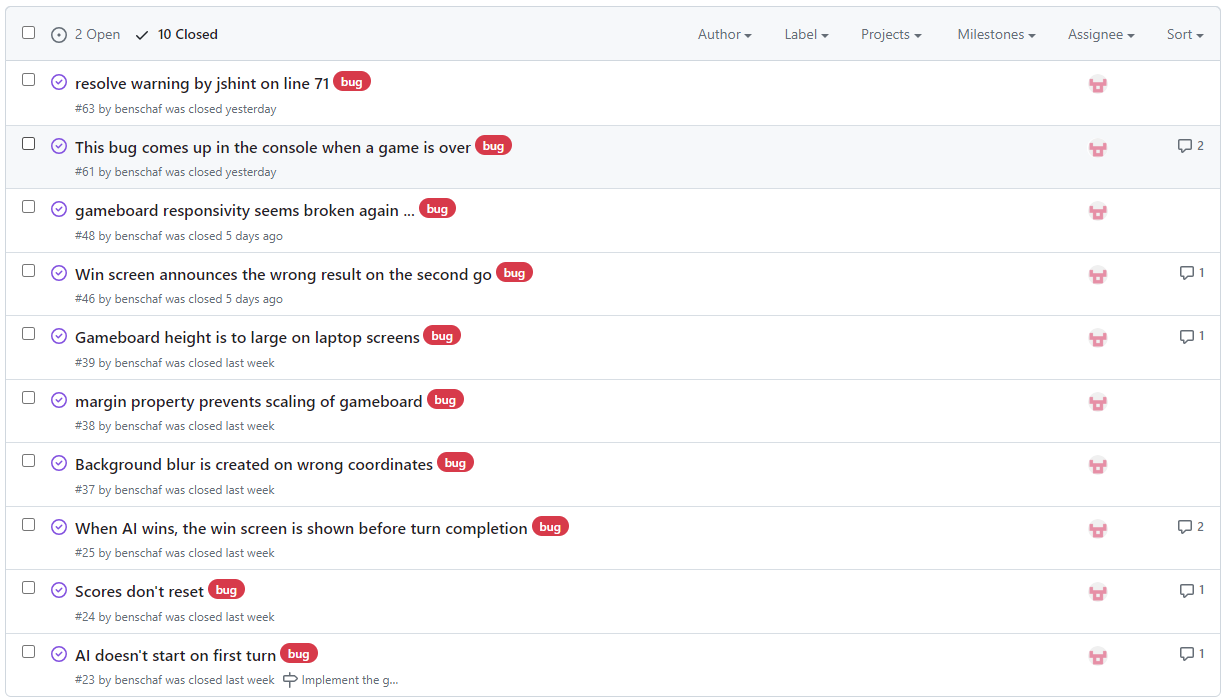 2 Open 10 Closed Author Label Projects Milestones Assignee Sort
resolve warning by jshint on line 71 bug
#63 by benschaf was closed yesterday
This bug comes up in the console when a game is over bug 2
#61 by benschaf was closed yesterday
gameboard responsivity seems broken again ... bug
#48 by benschaf was closed 5 days ago
Win screen announces the wrong result on the second go bug 1
#46 by benschaf was closed 5 days ago
Gameboard height is to large on laptop screens bug 1
#39 by benschaf was closed last week
margin property prevents scaling of gameboard bug
#38 by benschaf was closed last week
Background blur is created on wrong coordinates bug
#37 by benschaf was closed last week
When AI wins, the win screen is shown before turn completion bug 2
#25 by benschaf was closed last week
Scores don't reset bug 1
#24 by benschaf was closed last week
AI doesn't start on first turn bug 1
#23 by benschaf was closed last week Implement the g...